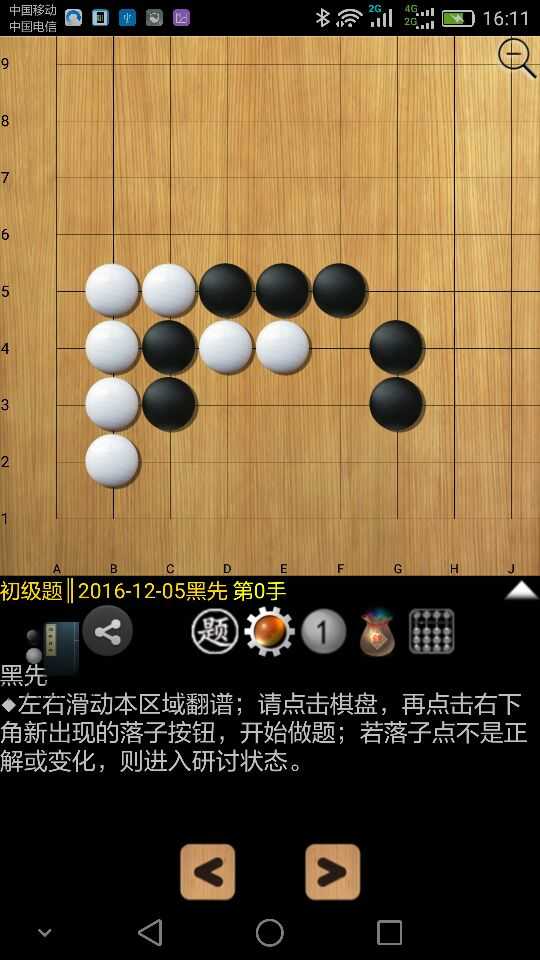 中国移动
中国电信
2G
4G
2G
16:11
9
8
7
6
5
4
3
2
1
A B C D E F G H J
初级题‖2016-12-05黑先 第0手
题
1
黑先
◆左右滑动本区域翻谱；请点击棋盘，再点击右下
角新出现的落子按钮，开始做题；若落子点不是正
解或变化，则进入研讨状态。